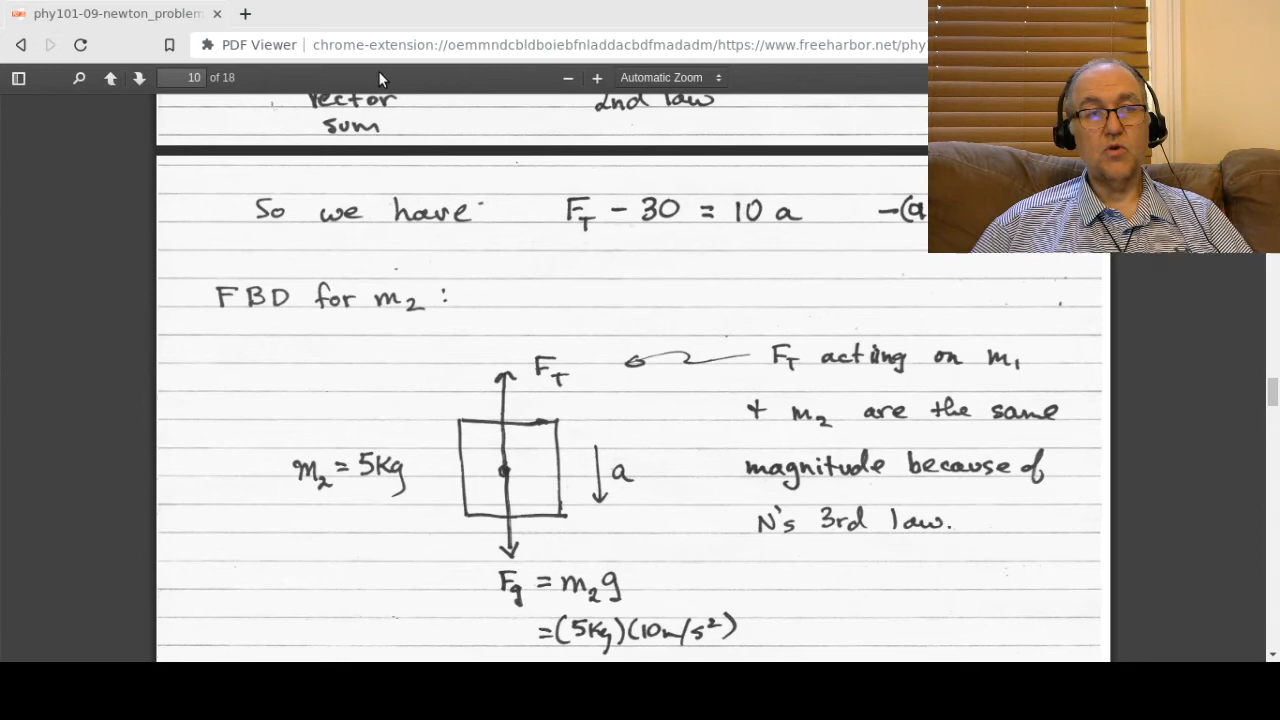 phy101-09-newton_problem
PDF Viewer
chrome-extension://oemmndcbldboiebfnladdacbdfmadadm/https://www.freeharbor.net/phy
10 of 18
Automatic Zoom
vector
2nd law
sum
So we have
F_T - 30 = 10 a
-(a
FBD for m₂ :
F_T
F_T acting on m₁
+ m₂ are the same
magnitude because of
N's 3rd law.
m₂ = 5Kg
a
F_g = m₂g
= (5Kg)(10m/s²)